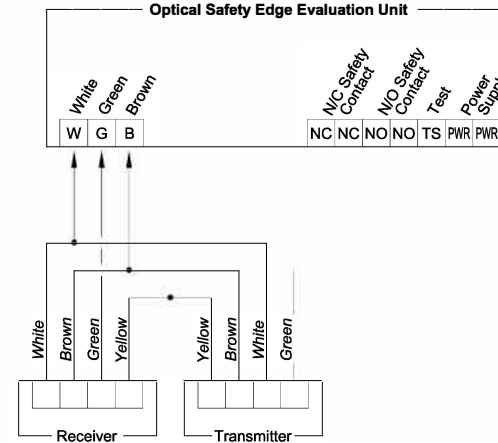 Optical Safety Edge Evaluation Unit
White
Green
Brown
N/C Safety
Contact
N/O Safety
Contact
Test
Power
W G B
NC NC NO NO TS PWR PWR
White
Brown
Green
Yellow
Yellow
Brown
White
Green
Receiver
Transmitter